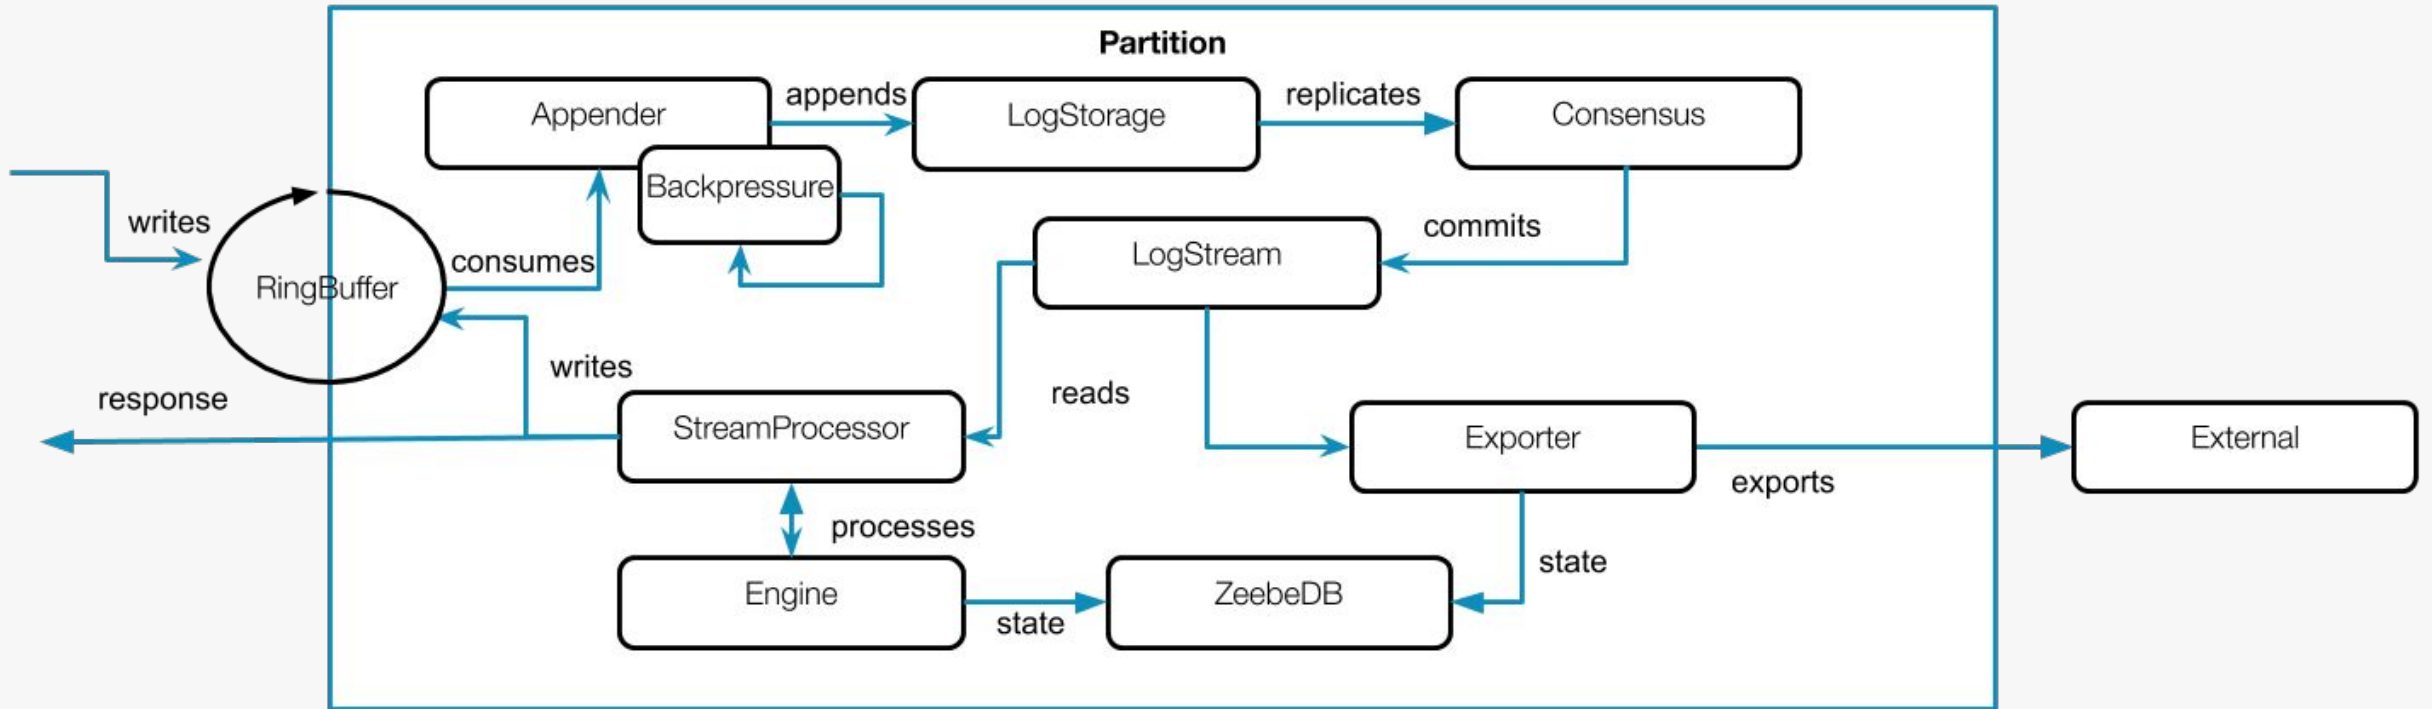 Partition
Appender
appends
LogStorage
replicates
Consensus
Backpressure
writes
commits
LogStream
consumes
RingBuffer
writes
reads
response
StreamProcessor
Exporter
External
exports
processes
state
Engine
ZeebeDB
state